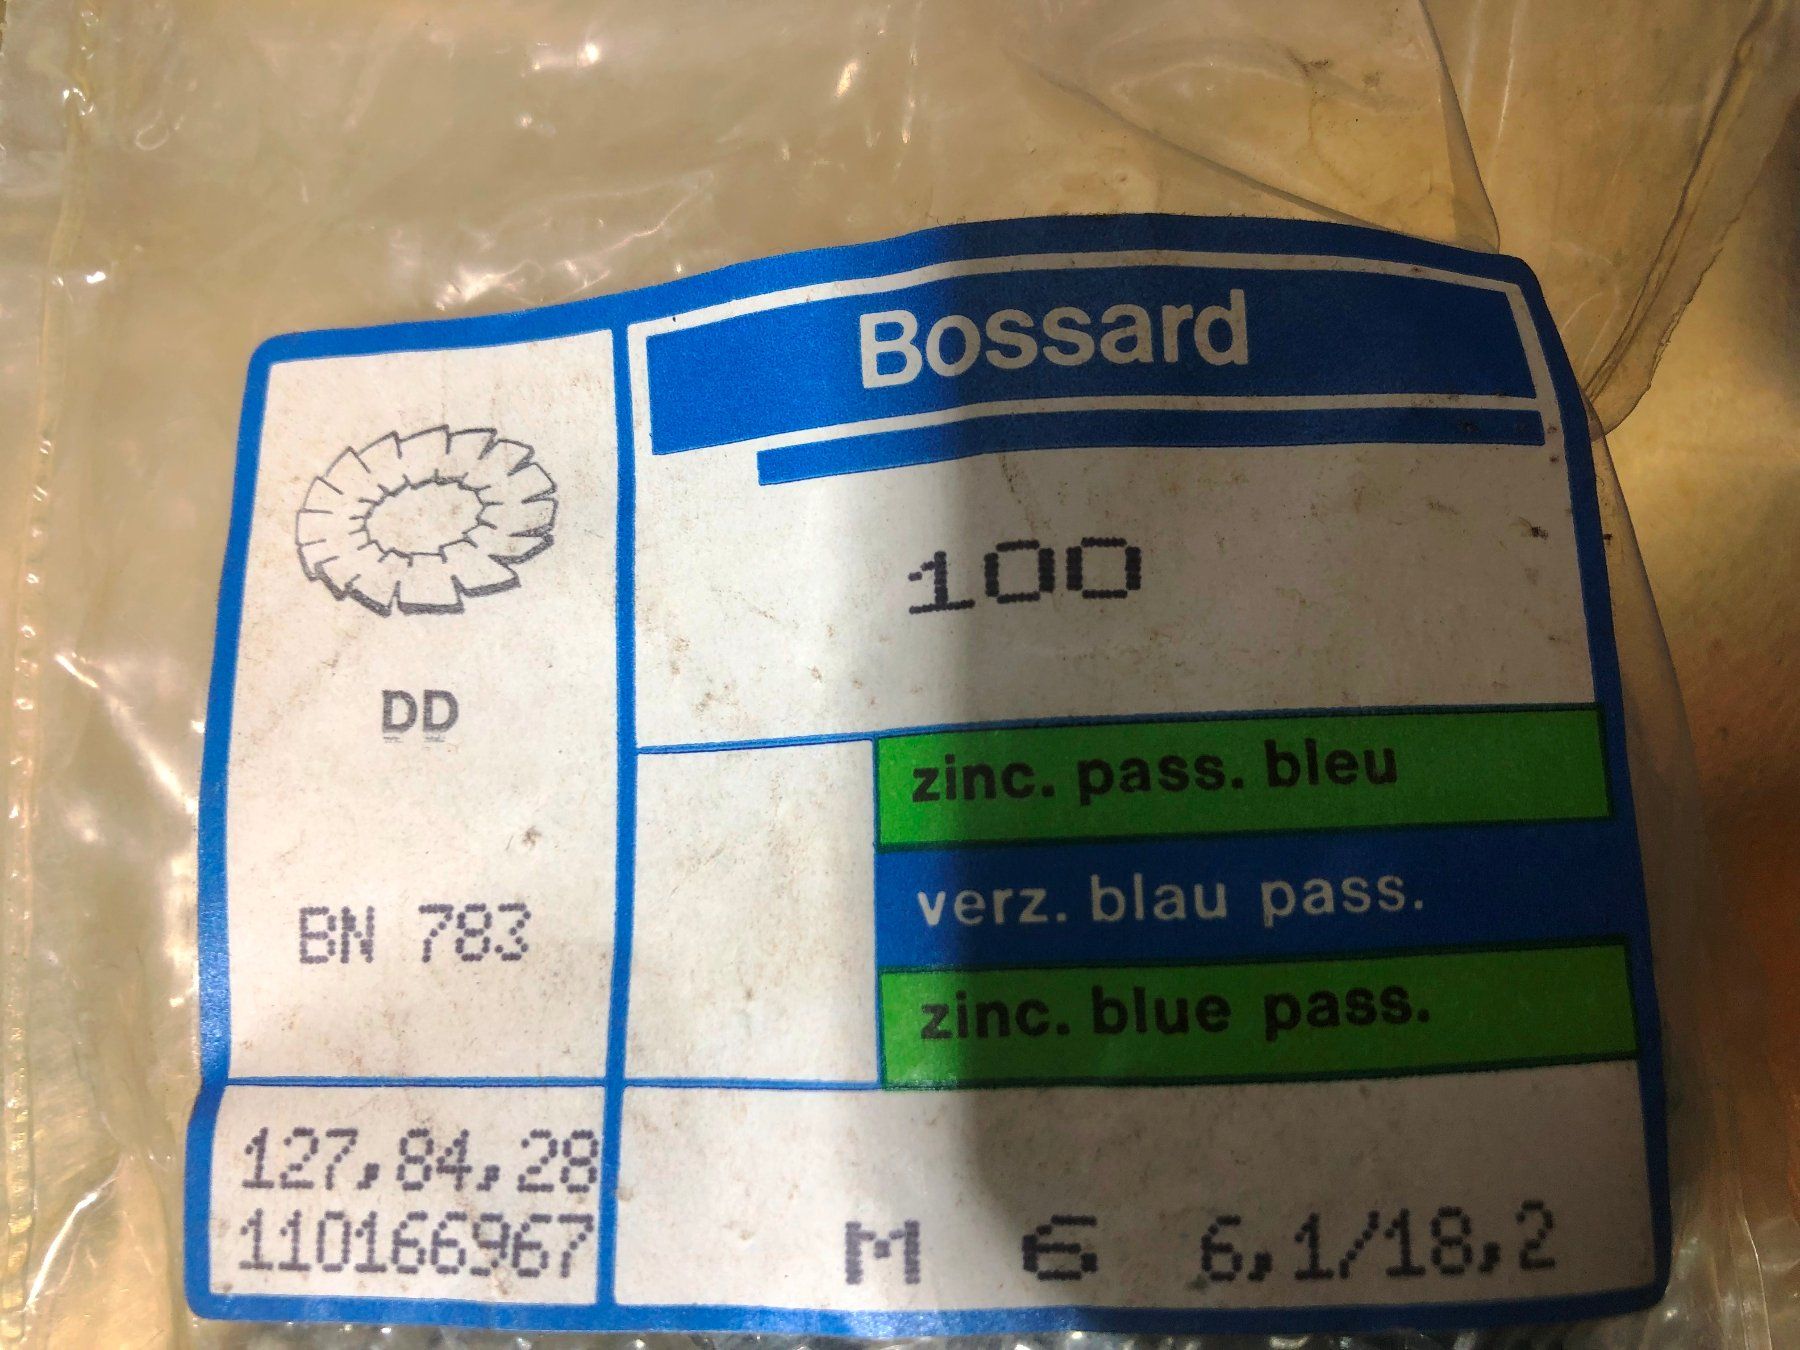 Bossard
100
DD
zinc. pass. bleu
verz. blau pass.
BN 783
zinc. blue pass.
127,84,28
110166967
M 6 6,1/18,2